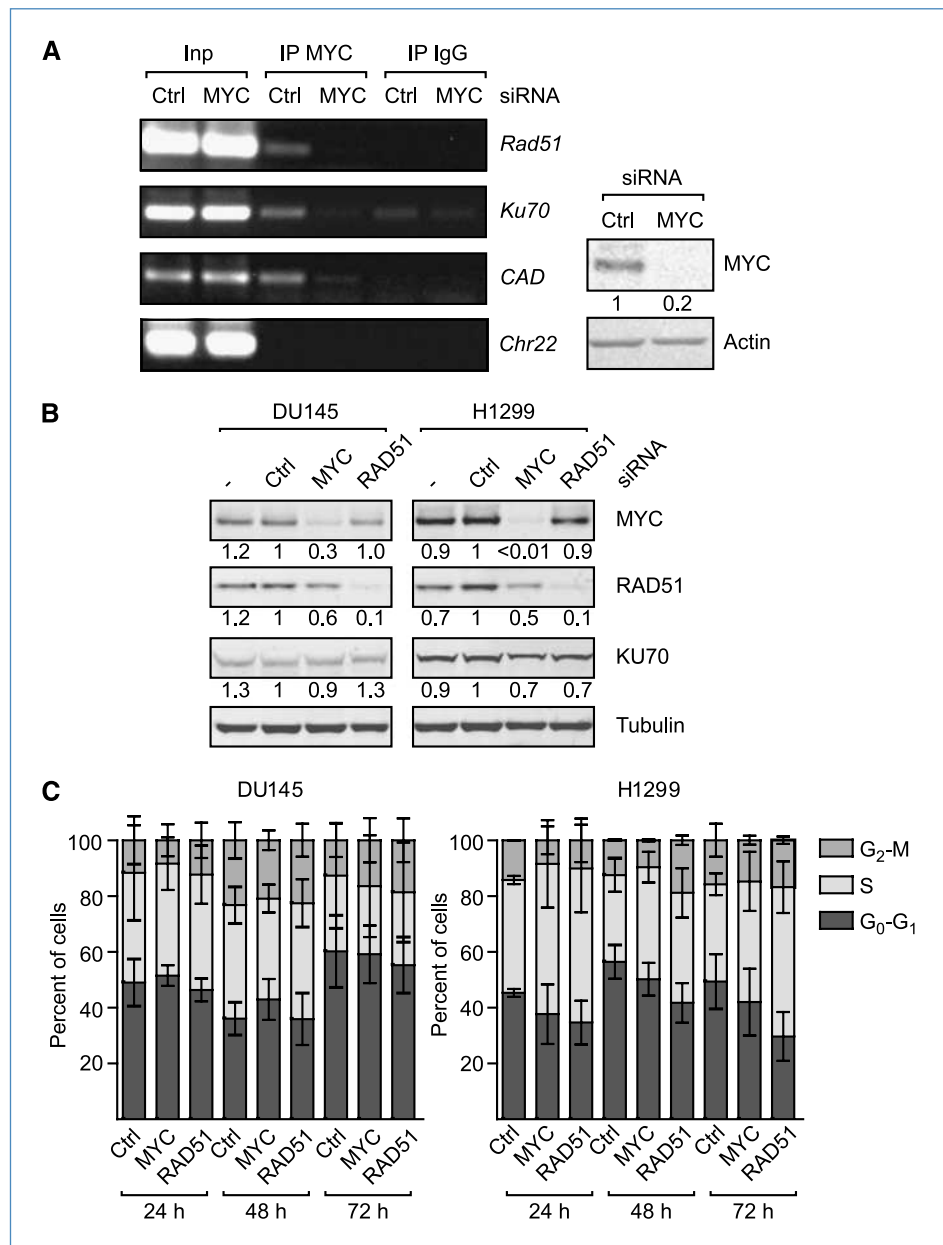 A
Inp IP MYC IP IgG
Ctrl MYC Ctrl MYC Ctrl MYC siRNA
Rad51
Ku70
CAD
Chr22
siRNA
Ctrl MYC
MYC
1 0.2
Actin
B
DU145 H1299
- Ctrl MYC RAD51 - Ctrl MYC RAD51 siRNA
MYC
1.2 1 0.3 1.0 0.9 1 <0.01 0.9
RAD51
1.2 1 0.6 0.1 0.7 1 0.5 0.1
KU70
1.3 1 0.9 1.3 0.9 1 0.7 0.7
Tubulin
C
DU145 H1299
Percent of cells
100
80
60
40
20
Ctrl MYC RAD51 Ctrl MYC RAD51 Ctrl MYC RAD51
24 h 48 h 72 h
Percent of cells
100
80
60
40
20
Ctrl MYC RAD51 Ctrl MYC RAD51 Ctrl MYC RAD51
24 h 48 h 72 h
G₂-M
S
G₀-G₁